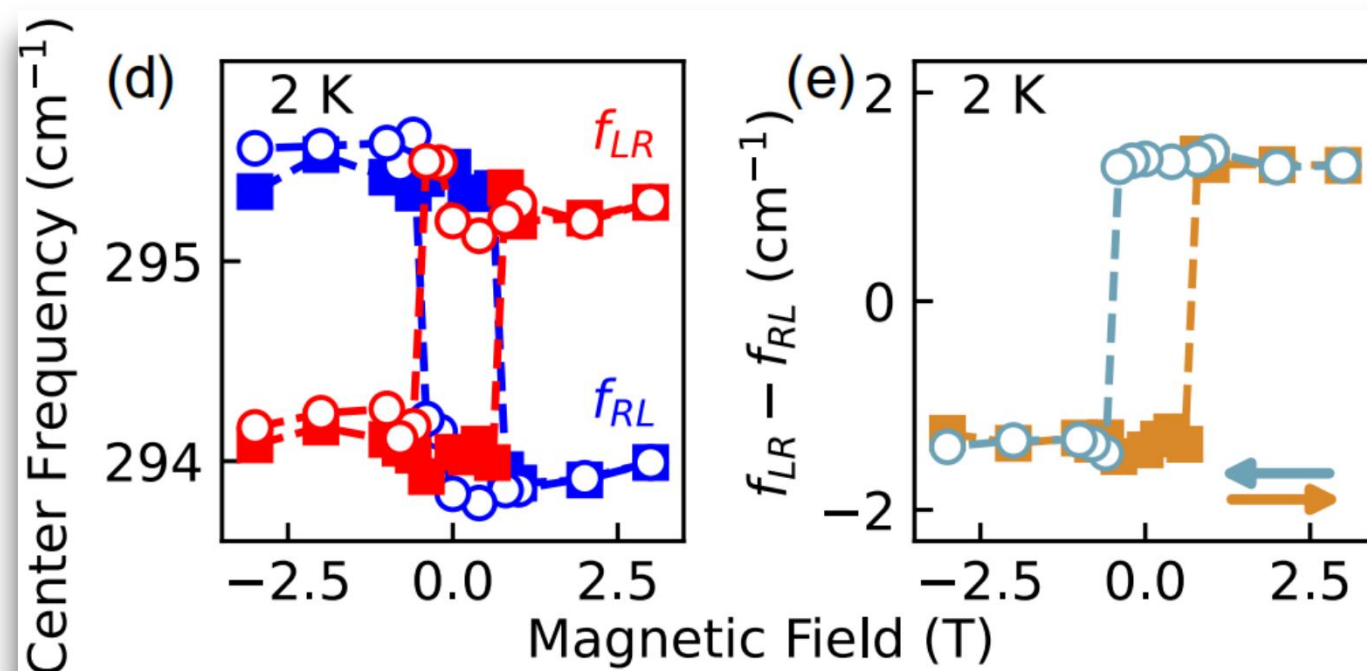 Center Frequency (cm⁻¹)
(d)
2 K
f_LR
f_RL
295
294
−2.5
0.0
2.5
(e)
2 K
f_LR − f_RL (cm⁻¹)
2
0
−2
−2.5
0.0
2.5
Magnetic Field (T)